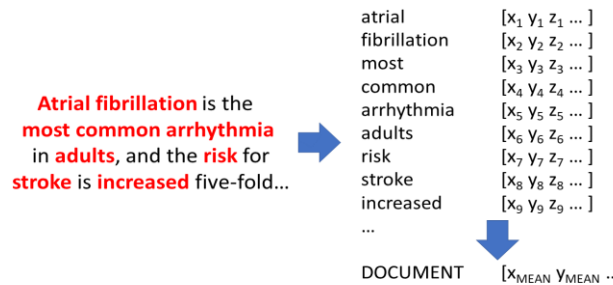 Atrial fibrillation is the
most common arrhythmia
in adults, and the risk for
stroke is increased five-fold...
atrial [x₁ y₁ z₁ ... ]
fibrillation [x₂ y₂ z₂ ... ]
most [x₃ y₃ z₃ ... ]
common [x₄ y₄ z₄ ... ]
arrhythmia [x₅ y₅ z₅ ... ]
adults [x₆ y₆ z₆ ... ]
risk [x₇ y₇ z₇ ... ]
stroke [x₈ y₈ z₈ ... ]
increased [x₉ y₉ z₉ ... ]
...
DOCUMENT [x_MEAN y_MEAN ..